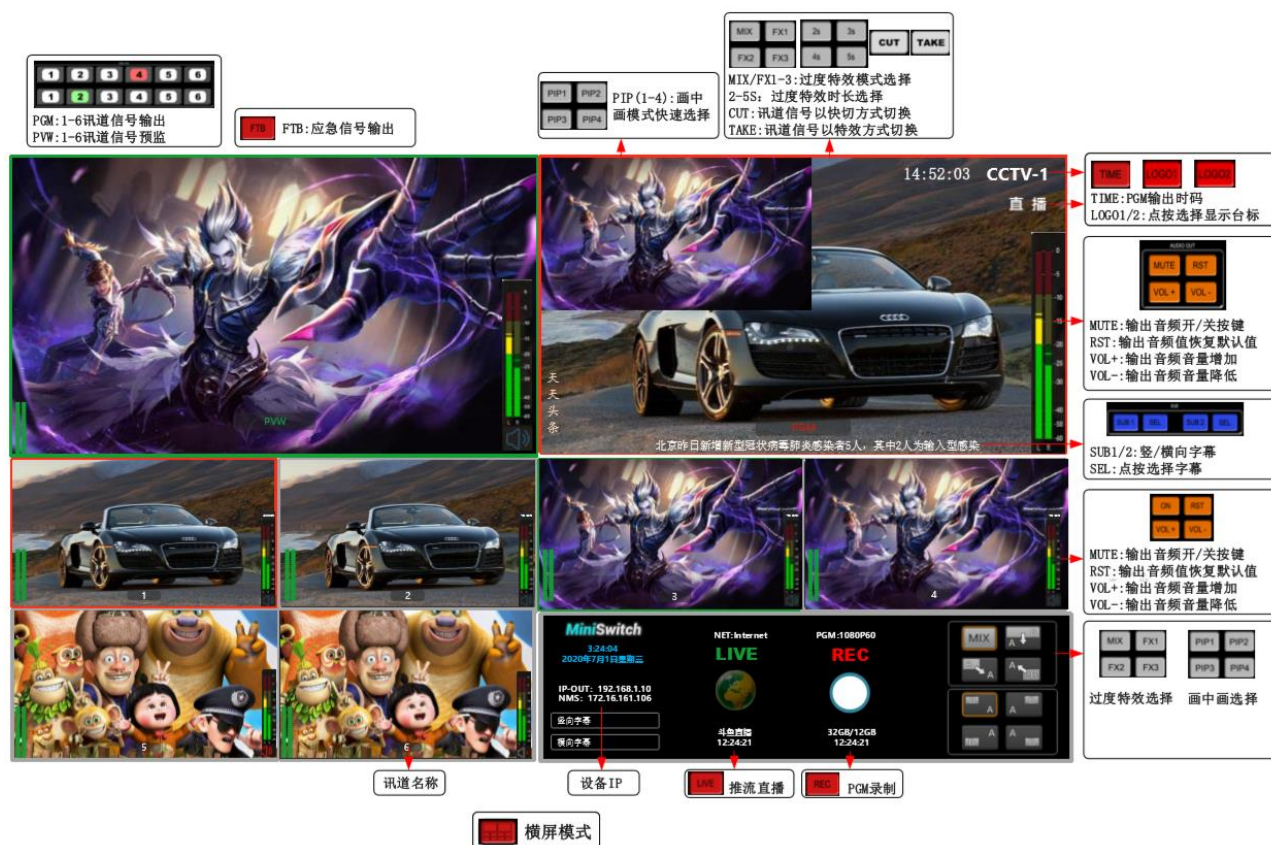 1 2 3 4 5 6
1 2 3 4 5 6
PGM:1-6讯道信号输出
PVW:1-6讯道信号预监
FTB
FTB:应急信号输出
PIP1 PIP2
PIP3 PIP4
PIP(1-4):画中
画模式快速选择
MIX FX1 2s 3s
FX2 FX3 4s 5s
CUT TAKE
MIX/FX1-3:过度特效模式选择
2-5S: 过度特效时长选择
CUT:讯道信号以快切方式切换
TAKE:讯道信号以特效方式切换
14:52:03 CCTV-1
直播
TIME LOGO1 LOGO2
TIME:PGM输出时码
LOGO1/2:点按选择显示台标
AUDIO OUT
MUTE RST
VOL+ VOL-
MUTE:输出音频开/关按键
RST:输出音频值恢复默认值
VOL+:输出音频音量增加
VOL-:输出音频音量降低
PVW
天天头条
PGM
北京昨日新增新型冠状病毒肺炎感染者5人，其中2人为输入型感染
SUB 1 SEL SUB 2 SEL
SUB1/2:竖/横向字幕
SEL:点按选择字幕
ON RST
VOL+ VOL-
MUTE:输出音频开/关按键
RST:输出音频值恢复默认值
VOL+:输出音频音量增加
VOL-:输出音频音量降低
1
2
3
4
5
6
MiniSwitch
3:24:04
2020年7月1日星期三
IP-OUT: 192.168.1.10
NMS: 172.16.161.106
竖向字幕
横向字幕
NET:Internet
LIVE
斗鱼直播
12:24:21
PGM:1080P60
REC
32GB/12GB
12:24:21
MIX
A
A
A
A
A
A
MIX FX1 PIP1 PIP2
FX2 FX3 PIP3 PIP4
过度特效选择 画中画选择
讯道名称
设备IP
LIVE 推流直播
REC PGM录制
横屏模式